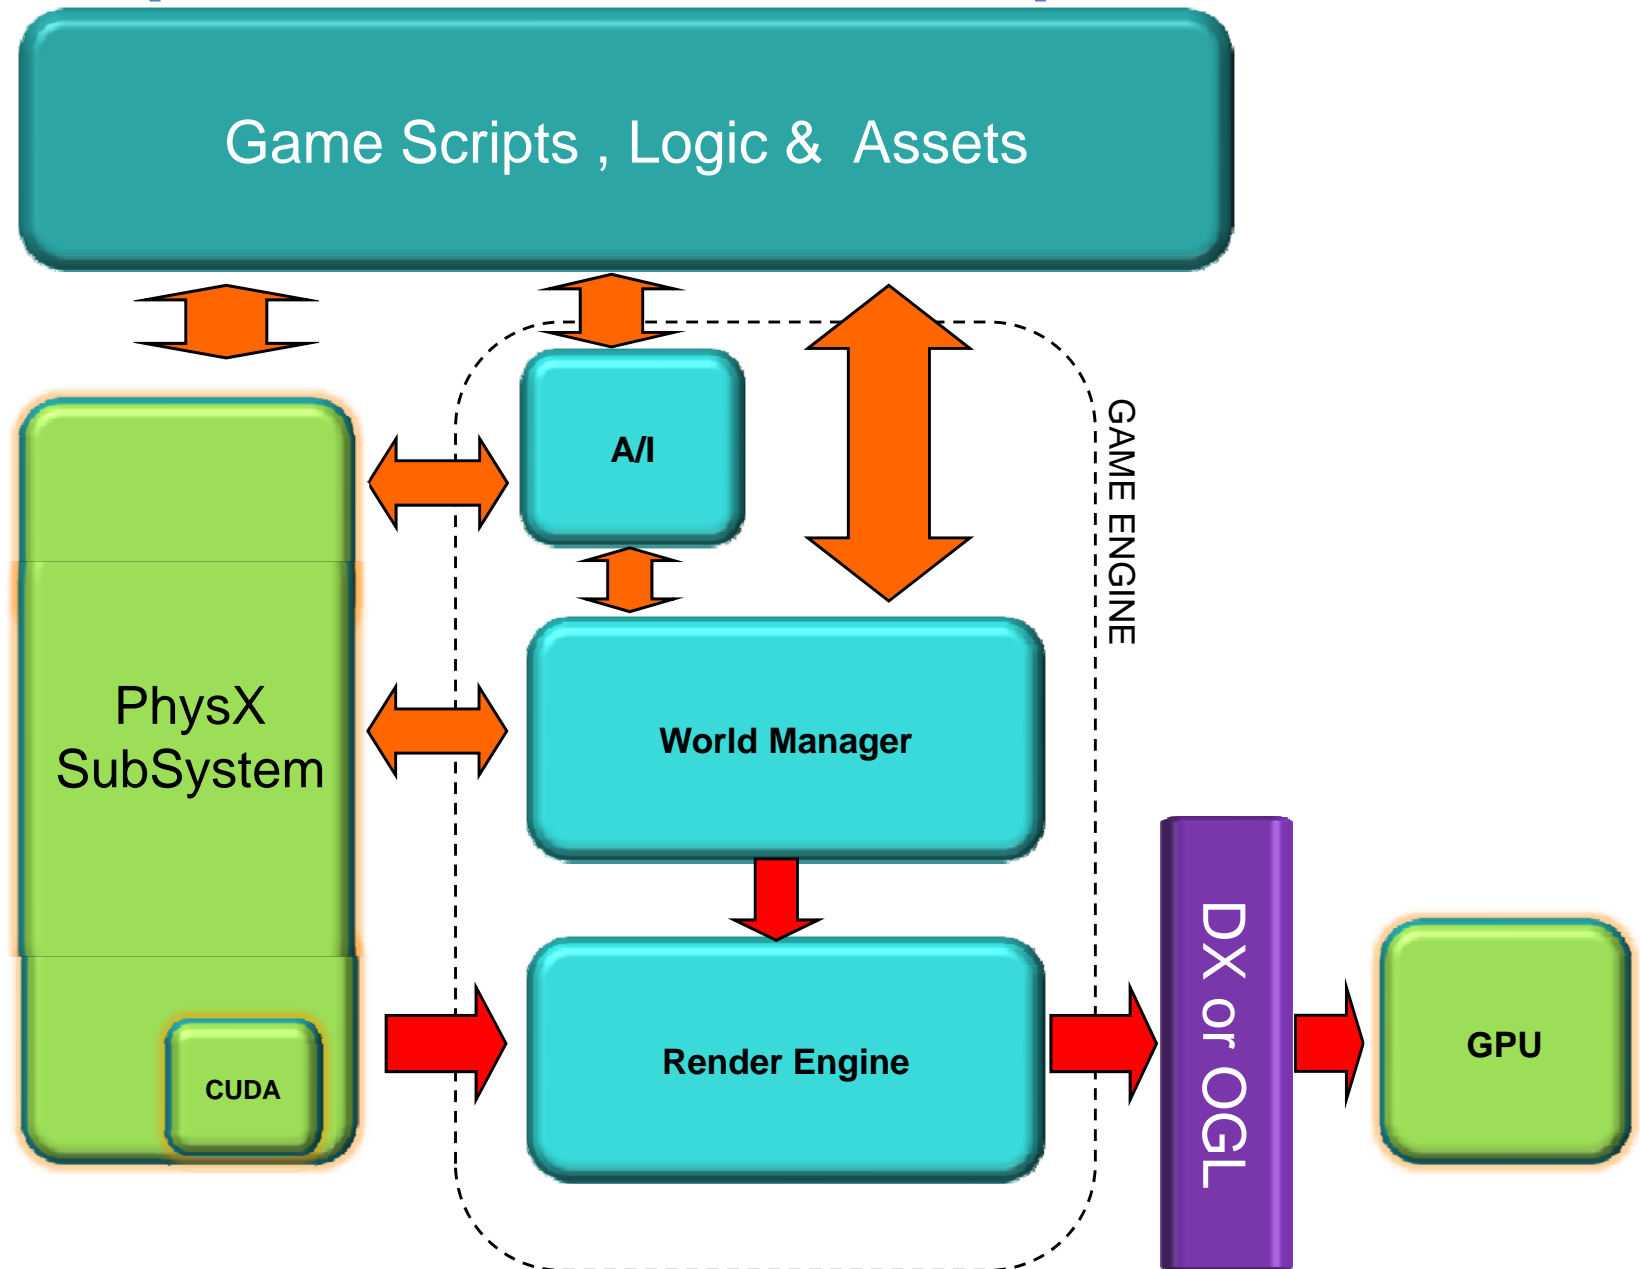 Game Scripts , Logic & Assets
A/I
GAME ENGINE
PhysX
SubSystem
World Manager
DX or OGL
GPU
Render Engine
CUDA